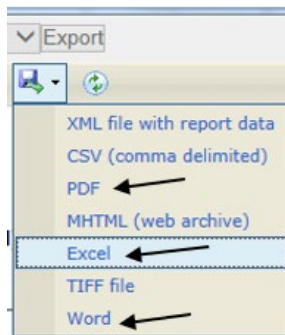 Export
XML file with report data
CSV (comma delimited)
PDF
MHTML (web archive)
Excel
TIFF file
Word